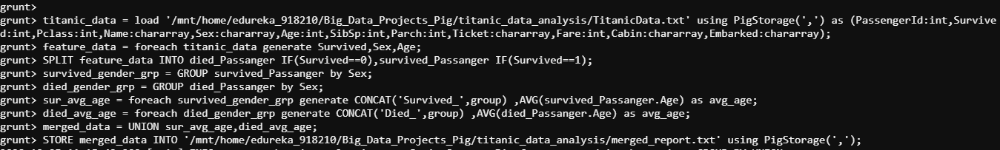 grunt>
grunt> titanic_data = load '/mnt/home/edureka_918210/Big_Data_Projects_Pig/titanic_data_analysis/TitanicData.txt' using PigStorage(',') as (PassengerId:int,Survive
d:int,Pclass:int,Name:chararray,Sex:chararray,Age:int,SibSp:int,Parch:int,Ticket:chararray,Fare:int,Cabin:chararray,Embarked:chararray);
grunt> feature_data = foreach titanic_data generate Survived,Sex,Age;
grunt> SPLIT feature_data INTO died_Passanger IF(Survived==0),survived_Passanger IF(Survived==1);
grunt> survived_gender_grp = GROUP survived_Passanger by Sex;
grunt> died_gender_grp = GROUP died_Passanger by Sex;
grunt> sur_avg_age = foreach survived_gender_grp generate CONCAT('Survived_',group) ,AVG(survived_Passanger.Age) as avg_age;
grunt> died_avg_age = foreach died_gender_grp generate CONCAT('Died_',group) ,AVG(died_Passanger.Age) as avg_age;
grunt> merged_data = UNION sur_avg_age,died_avg_age;
grunt> STORE merged_data INTO '/mnt/home/edureka_918210/Big_Data_Projects_Pig/titanic_data_analysis/merged_report.txt' using PigStorage(',');